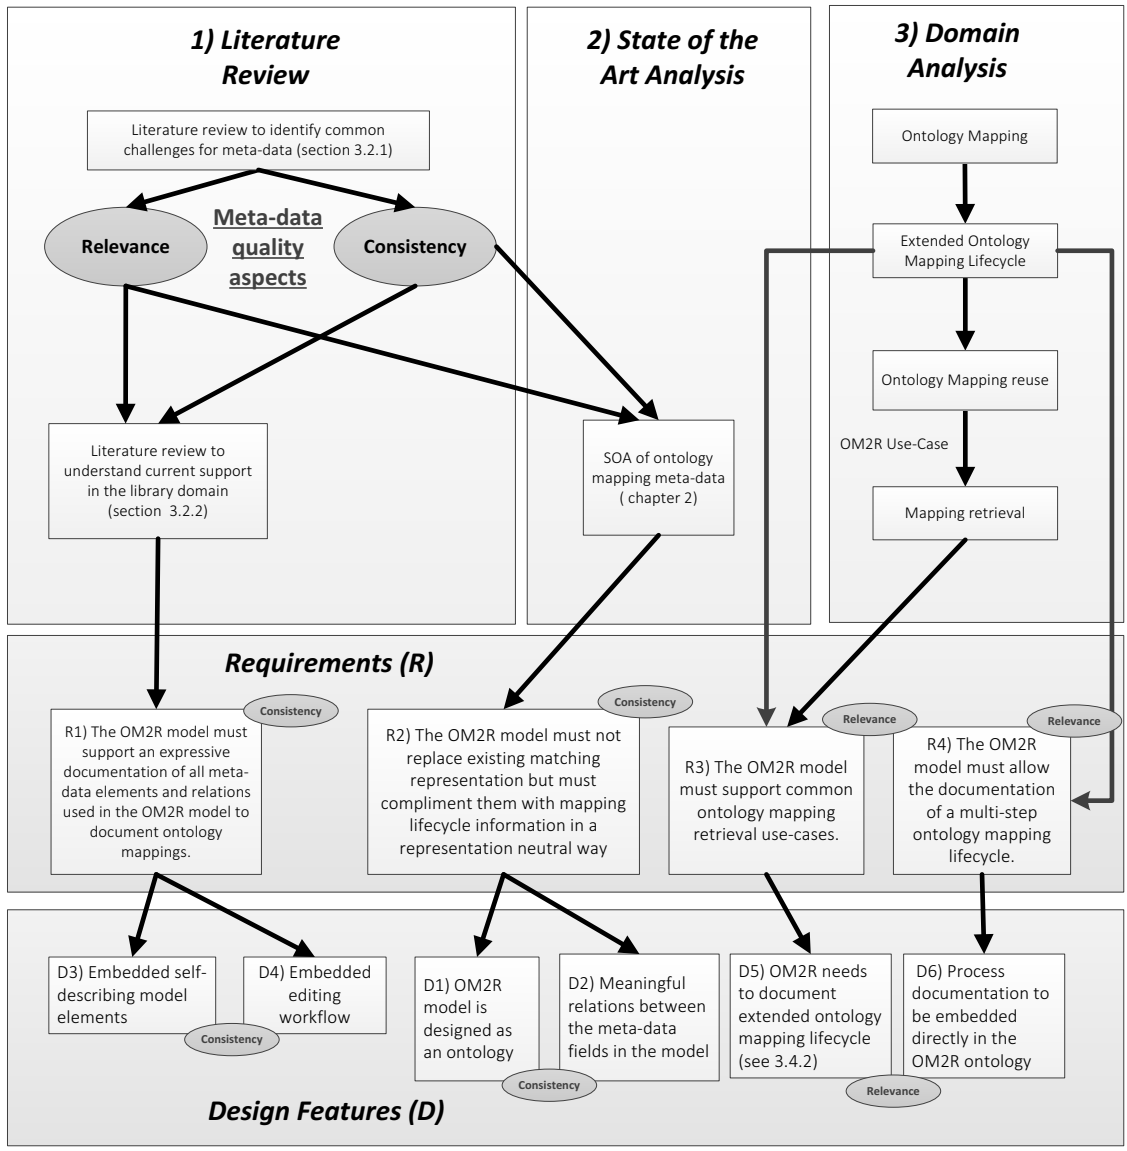 1) Literature
Review
2) State of the
Art Analysis
3) Domain
Analysis
Literature review to identify common
challenges for meta-data (section 3.2.1)
Relevance
Meta-data
quality
aspects
Consistency
Literature review to
understand current support
in the library domain
(section 3.2.2)
SOA of ontology
mapping meta-data
( chapter 2)
Ontology Mapping
Extended Ontology
Mapping Lifecycle
Ontology Mapping reuse
OM2R Use-Case
Mapping retrieval
Requirements (R)
Consistency
R1) The OM2R model must
support an expressive
documentation of all meta-
data elements and relations
used in the OM2R model to
document ontology
mappings.
Consistency
R2) The OM2R model must not
replace existing matching
representation but must
compliment them with mapping
lifecycle information in a
representation neutral way
Relevance
R3) The OM2R model
must support common
ontology mapping
retrieval use-cases.
Relevance
R4) The OM2R
model must allow
the documentation
of a multi-step
ontology mapping
lifecycle.
D3) Embedded self-
describing model
elements
D4) Embedded
editing
workflow
Consistency
D1) OM2R
model is
designed as
an ontology
D2) Meaningful
relations between
the meta-data
fields in the model
Consistency
D5) OM2R needs
to document
extended ontology
mapping lifecycle
(see 3.4.2)
D6) Process
documentation to
be embedded
directly in the
OM2R ontology
Relevance
Design Features (D)